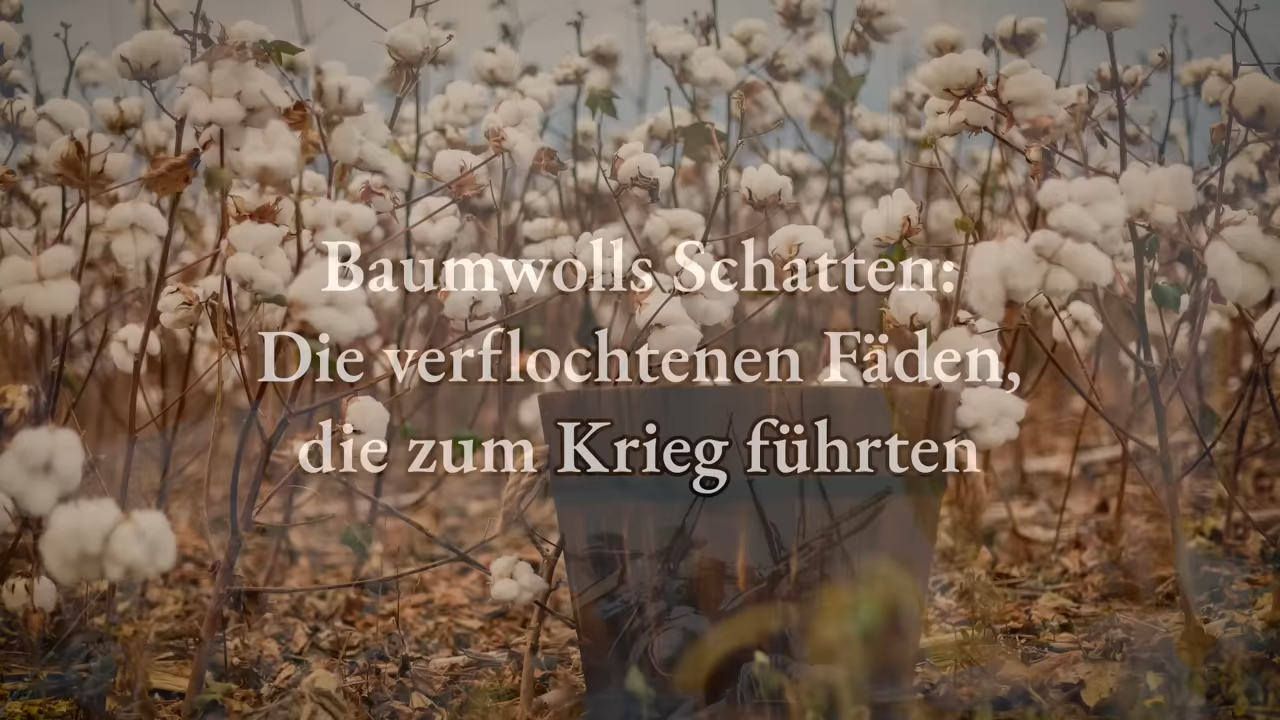 Baumwolls Schatten:
Die verflochtenen Fäden,
die zum Krieg führten